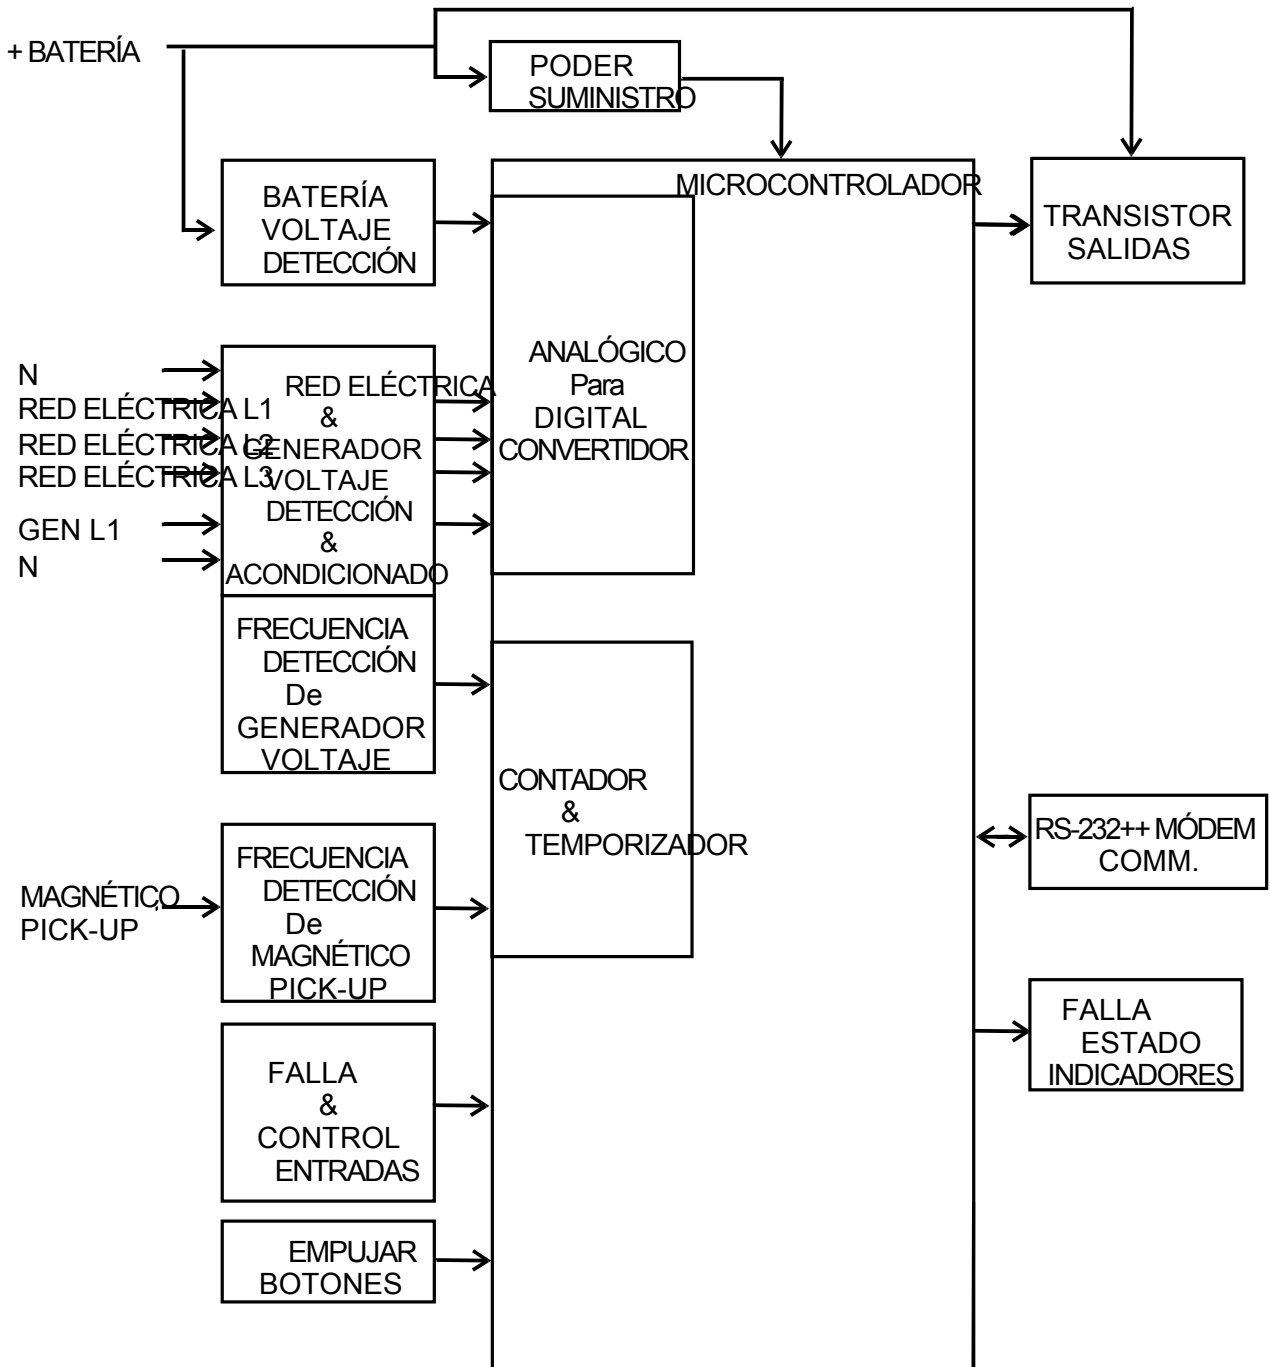 + BATERÍA
PODER
SUMINISTRO
BATERÍA
VOLTAJE
DETECCIÓN
MICROCONTROLADOR
TRANSISTOR
SALIDAS
N
RED ELÉCTRICA L1
RED ELÉCTRICA L2
RED ELÉCTRICA L3
GEN L1
N
RED ELÉCTRICA
&
GENERADOR
VOLTAJE
DETECCIÓN
&
ACONDICIONADO
ANALÓGICO
Para
DIGITAL
CONVERTIDOR
FRECUENCIA
DETECCIÓN
De
GENERADOR
VOLTAJE
CONTADOR
&
TEMPORIZADOR
RS-232++ MÓDEM
COMM.
MAGNÉTICO
PICK-UP
FRECUENCIA
DETECCIÓN
De
MAGNÉTICO
PICK-UP
FALLA
ESTADO
INDICADORES
FALLA
&
CONTROL
ENTRADAS
EMPUJAR
BOTONES